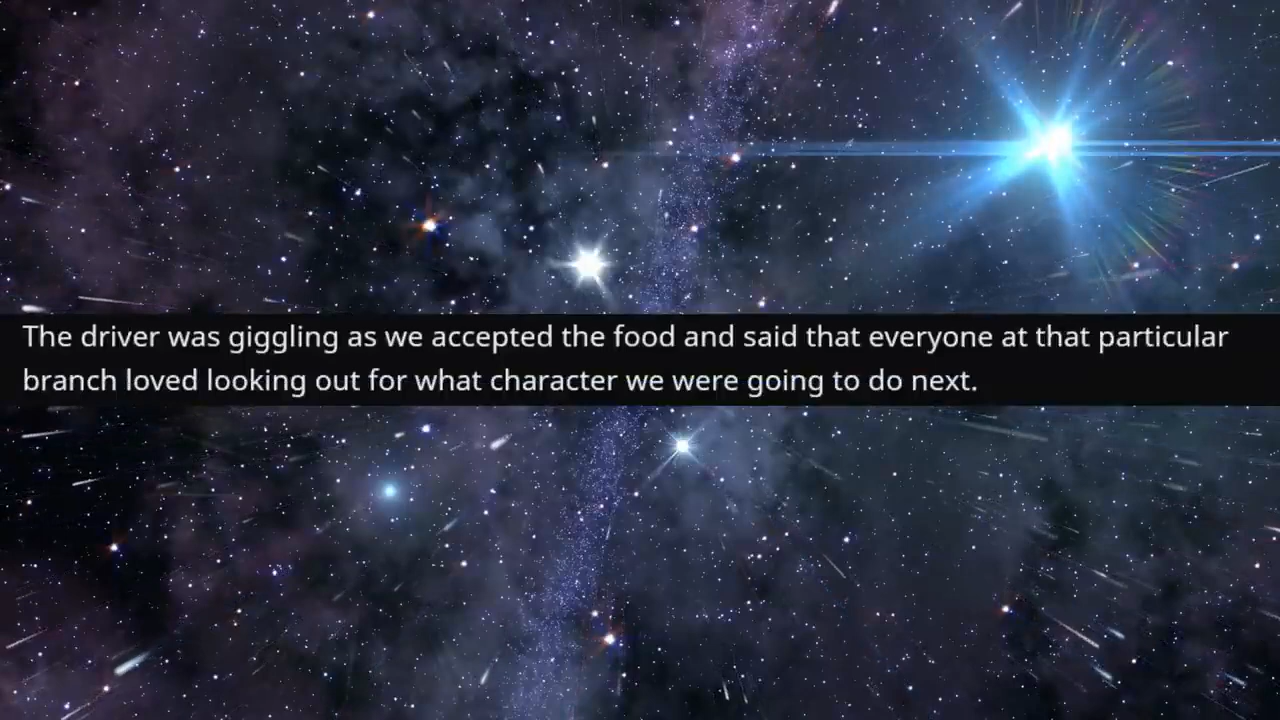 The driver was giggling as we accepted the food and said that everyone at that particular
branch loved looking out for what character we were going to do next.